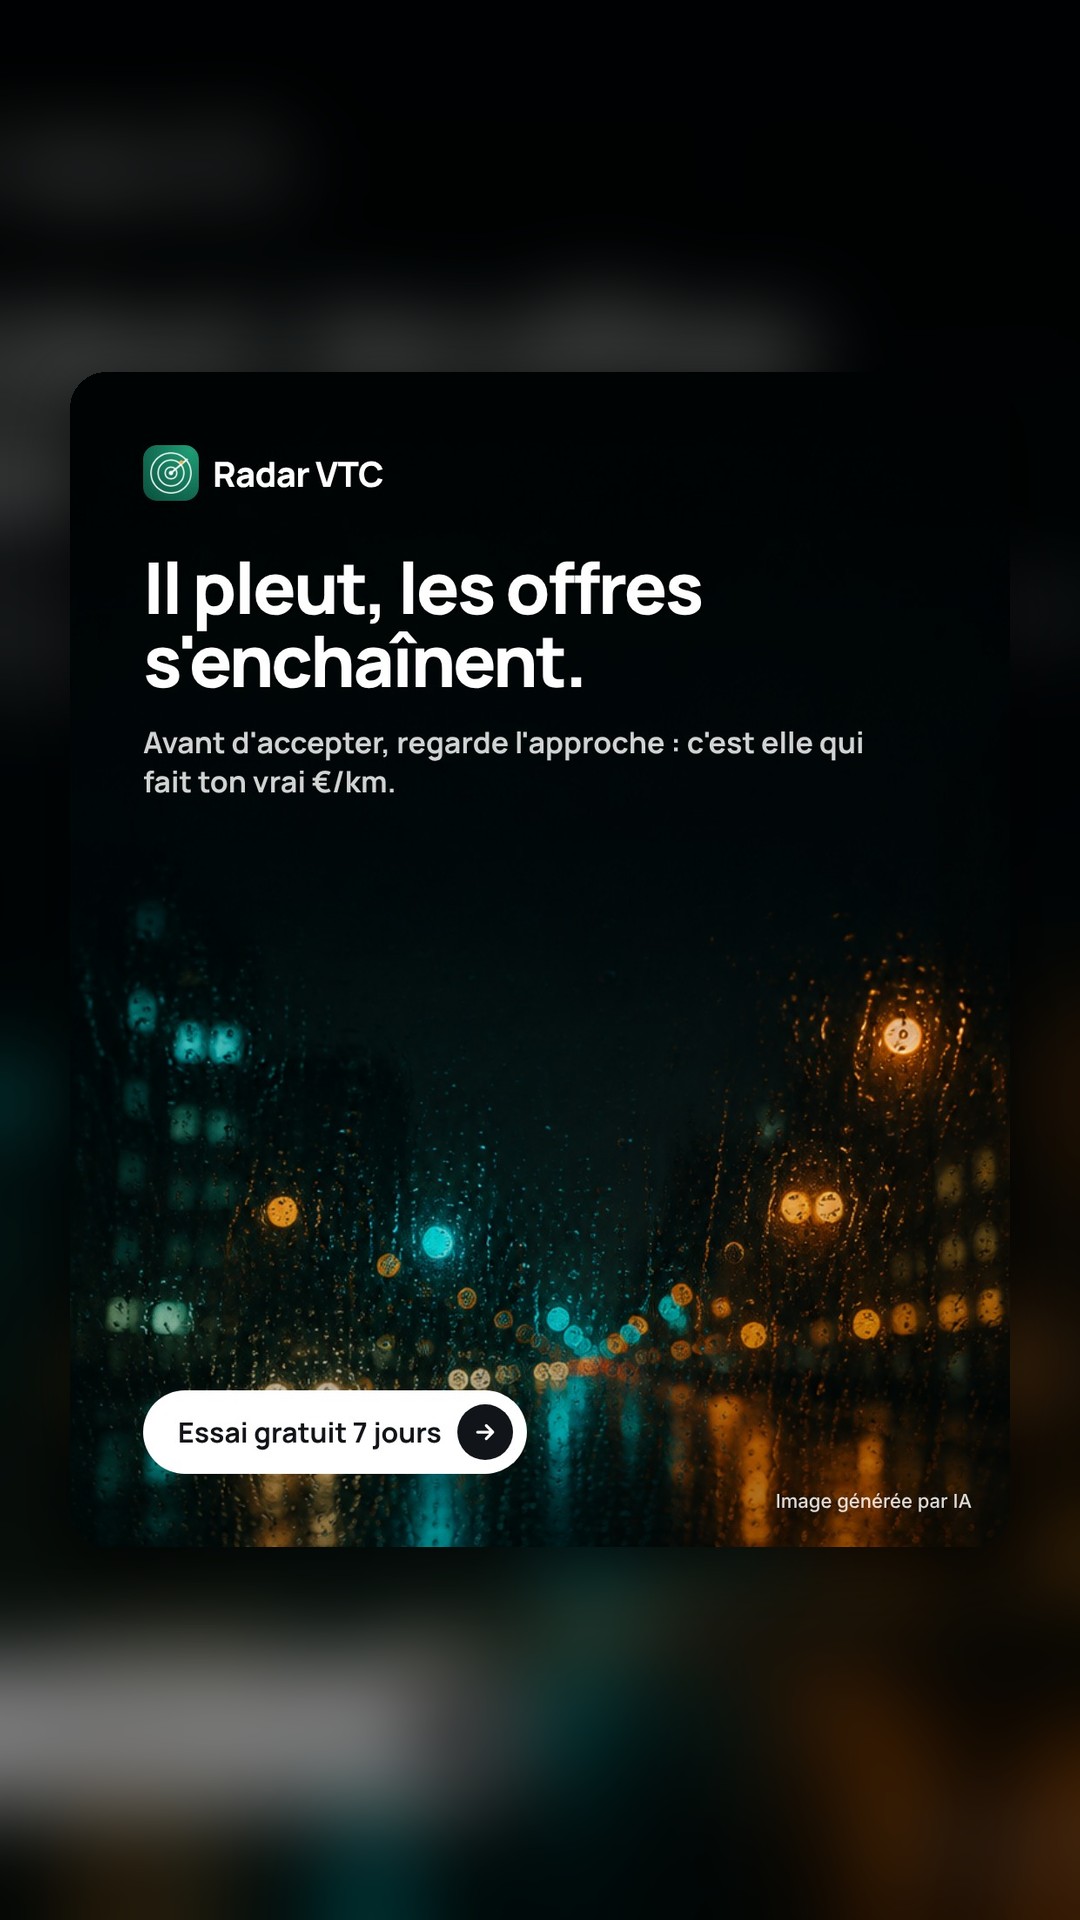 Radar VTC
Il pleut, les offres
s'enchaînent.
Avant d'accepter, regarde l'approche : c'est elle qui
fait ton vrai €/km.
Essai gratuit 7 jours
Image générée par IA